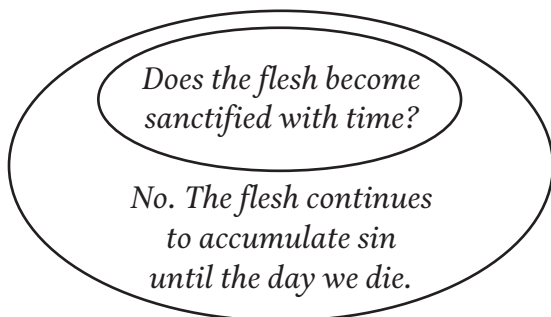 Does the flesh become
sanctified with time?
No. The flesh continues
to accumulate sin
until the day we die.